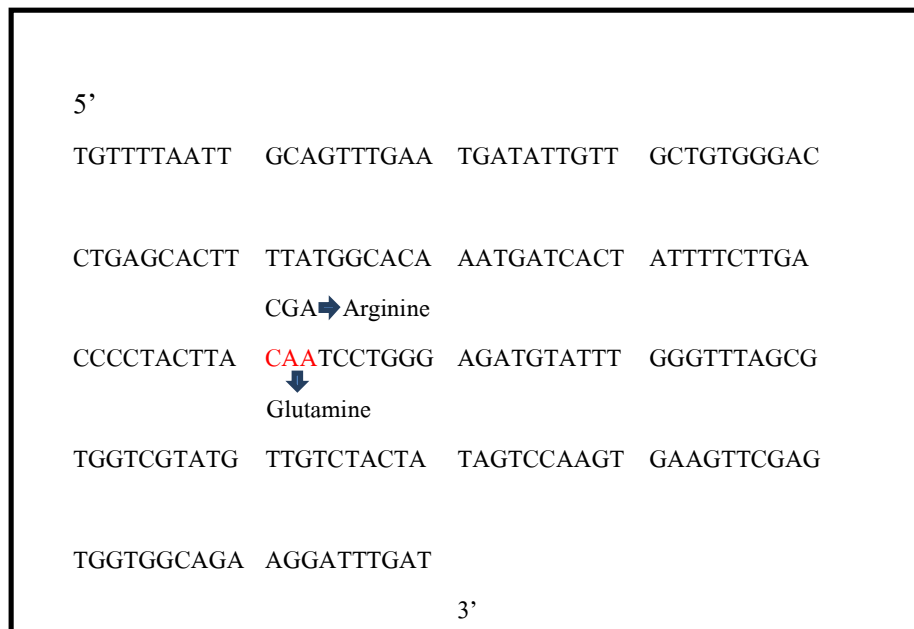 5’
TGTTTTAATT GCAGTTTGAA TGATATTGTT GCTGTGGGAC
CTGAGCACTT TTATGGCACA AATGATCACT ATTTTCTTGA
CGA Arginine
CCCCTACTTA CAATCCTGGG AGATGTATTT GGGTTTAGCG
Glutamine
TGGTCGTATG TTGTCTACTA TAGTCCAAGT GAAGTTCGAG
TGGTGGCAGA AGGATTTGAT
3’